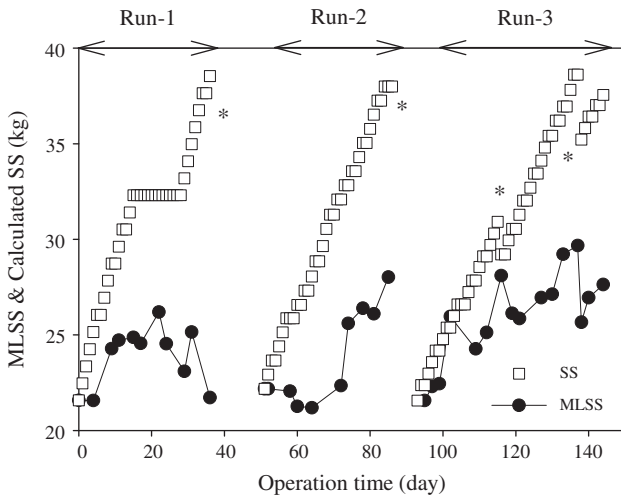 Run-1 Run-2 Run-3
MLSS & Calculated SS (kg)
40
35
30
25
20
*
*
*
*
SS
MLSS
0 20 40 60 80 100 120 140
Operation time (day)